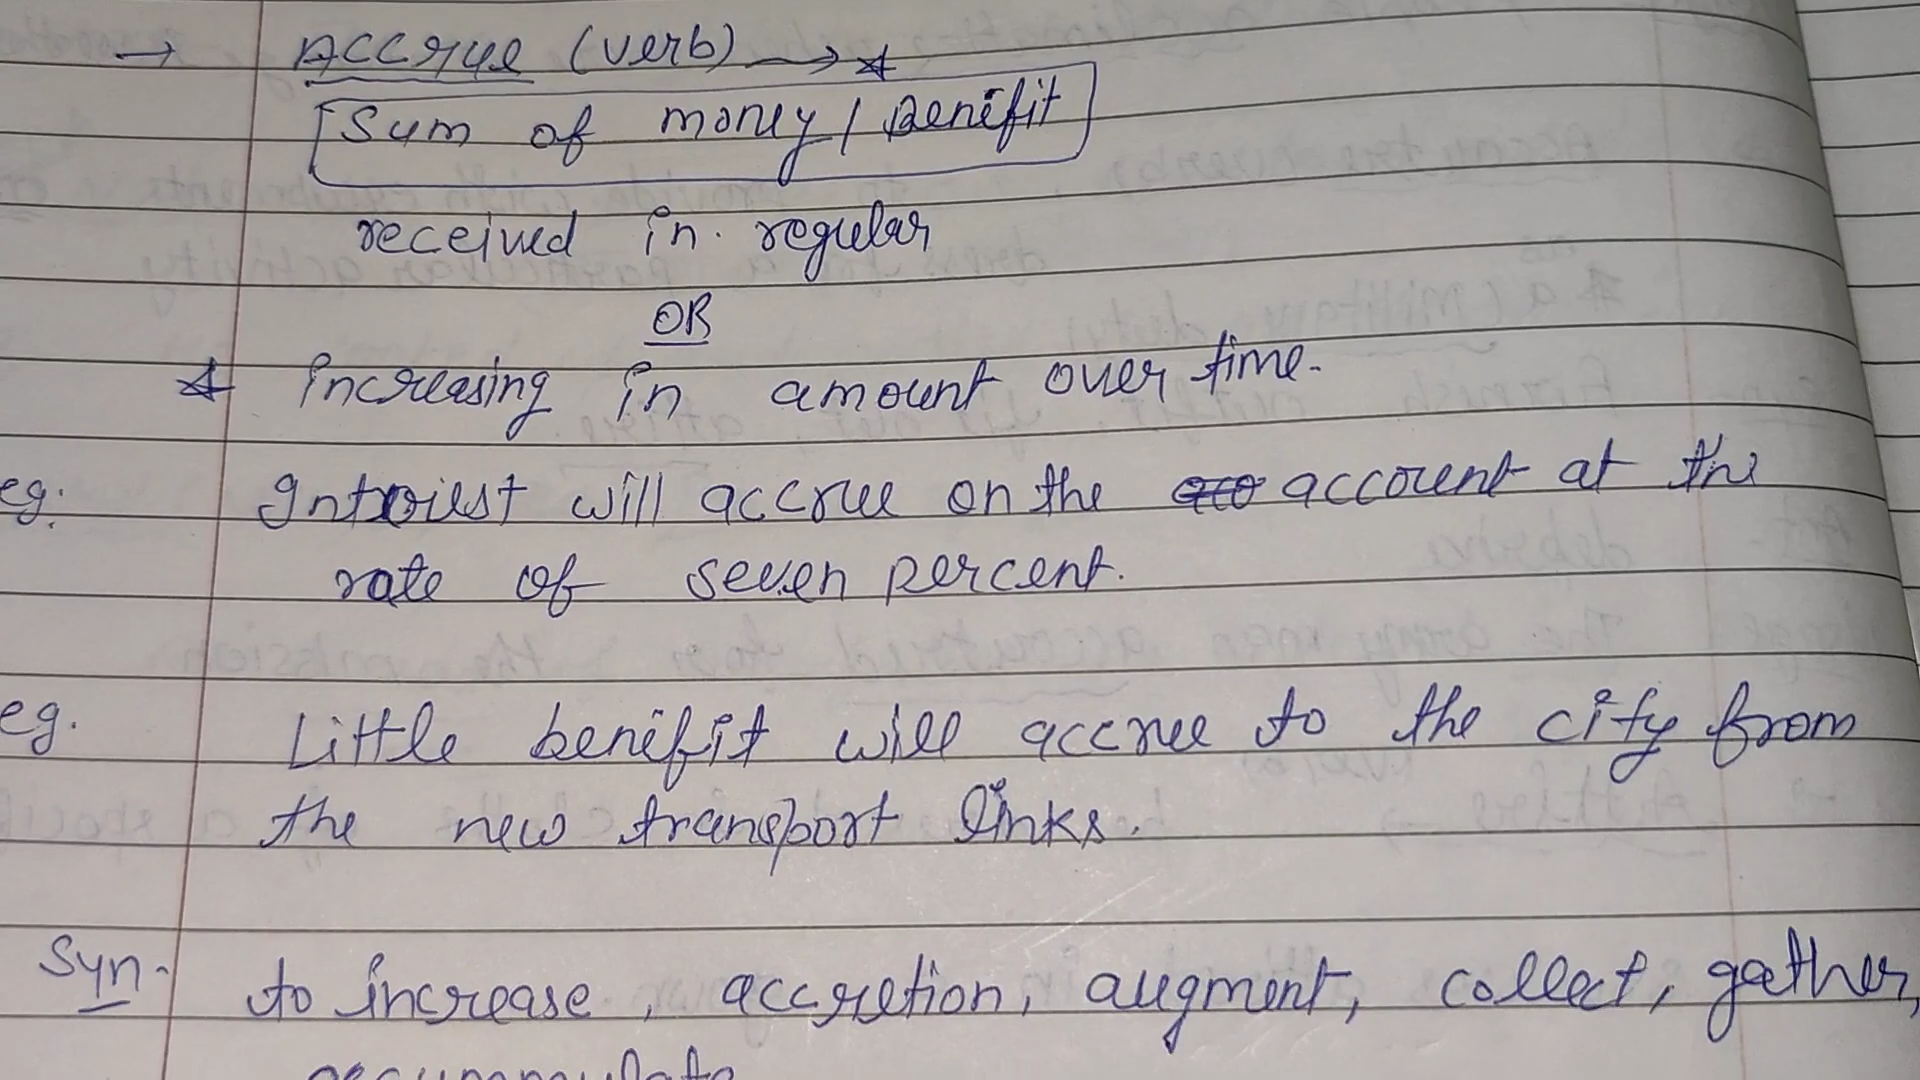 → Accrue (verb) →
Sum of money / Benefit
received in regular
OR
increasing in amount over time.
eg. Interest will accrue on the account at the
rate of seven percent.
eg. Little benefit will accrue to the city from
the new transport links.
Syn. to increase, accretion, augment, collect, gather,